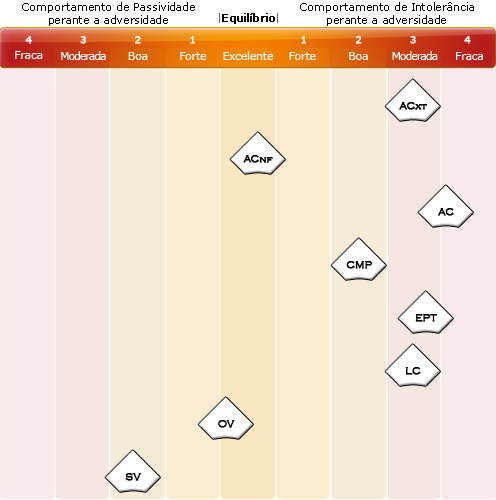 Comportamento de Passividade
perante a adversidade
|Equilíbrio|
Comportamento de Intolerância
perante a adversidade
4 3 2 1 1 2 3 4
Fraca Moderada Boa Forte Excelente Forte Boa Moderada Fraca
ACXT
ACNF
AC
CMP
EPT
LC
OV
SV